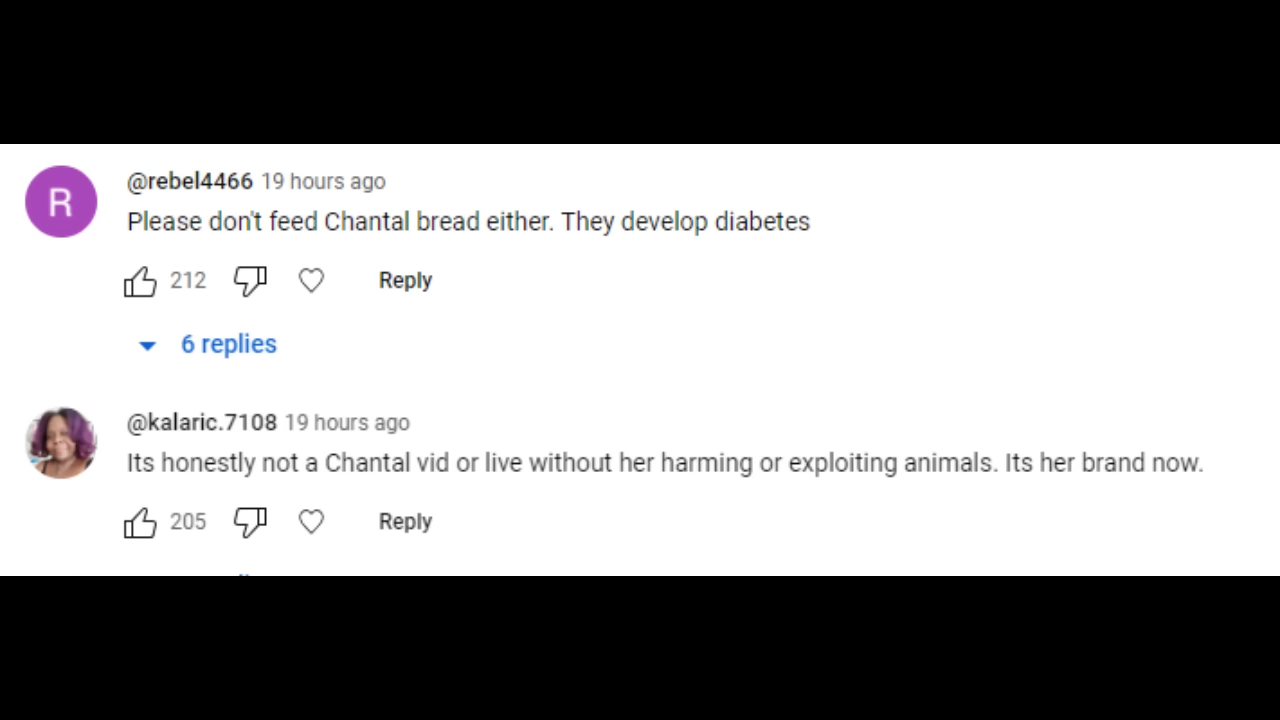 R
@rebel4466 19 hours ago
Please don't feed Chantal bread either. They develop diabetes
212 Reply
6 replies
@kalaric.7108 19 hours ago
Its honestly not a Chantal vid or live without her harming or exploiting animals. Its her brand now.
205 Reply